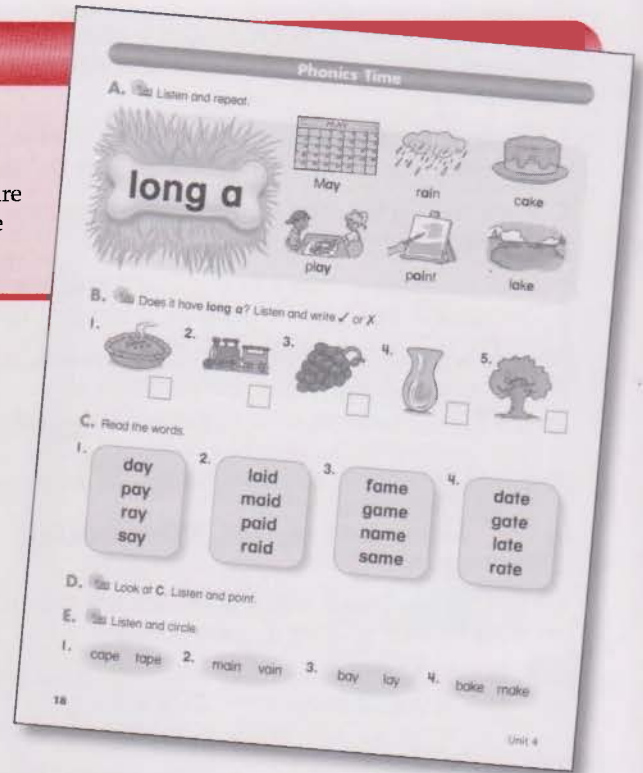 are
e
Phonics Time
A. Listen and repeat.
long a
MAY
May
rain
cake
play
paint
lake
B. Does it have long a? Listen and write ✓ or X
1.
2.
3.
4.
5.
C. Read the words.
1.
day
pay
ray
say
2.
laid
maid
paid
raid
3.
fame
game
name
same
4.
date
gate
late
rate
D. Look at C. Listen and point.
E. Listen and circle.
1. cape tape 2. main vain 3. bay lay 4. bake make
18
Unit 4